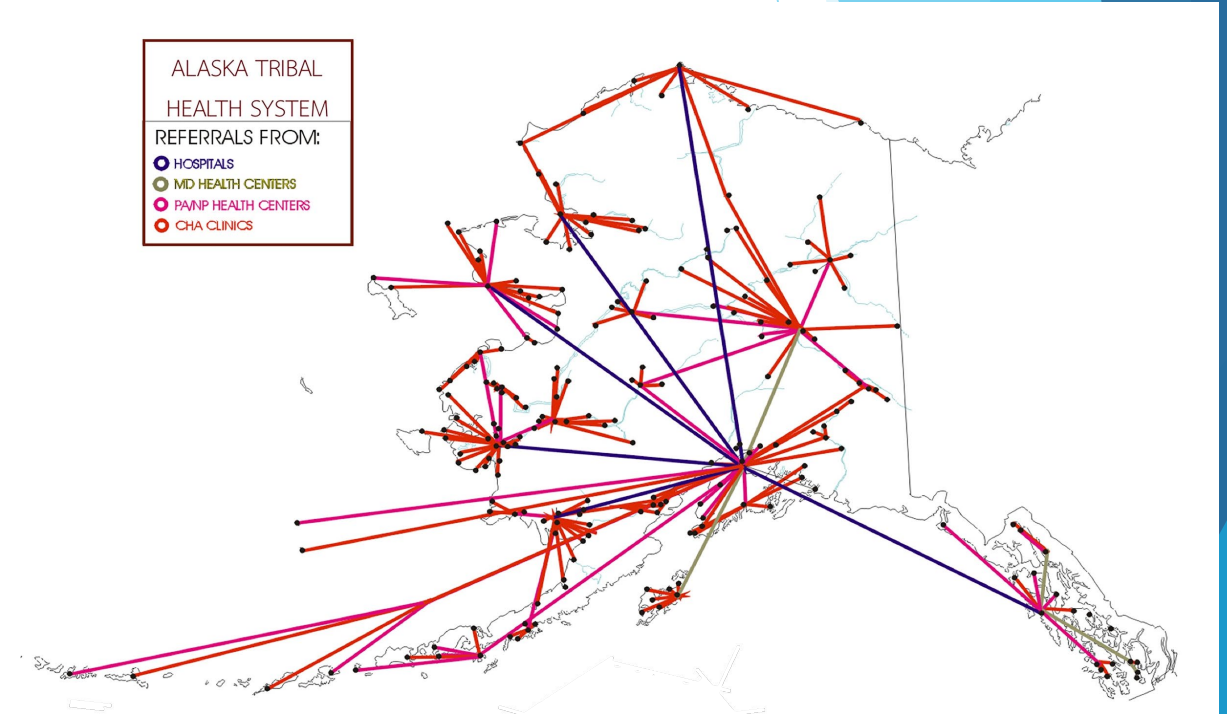 ALASKA TRIBAL
HEALTH SYSTEM
REFERRALS FROM:
HOSPITALS
MD HEALTH CENTERS
PA/NP HEALTH CENTERS
CHA CLINICS